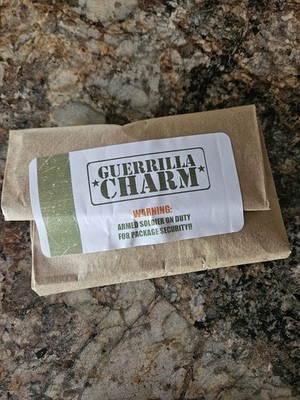 GUERRILLA
CHARM
WARNING:
ARMED SOLDIER ON DUTY
FOR PACKAGE SECURITY!!